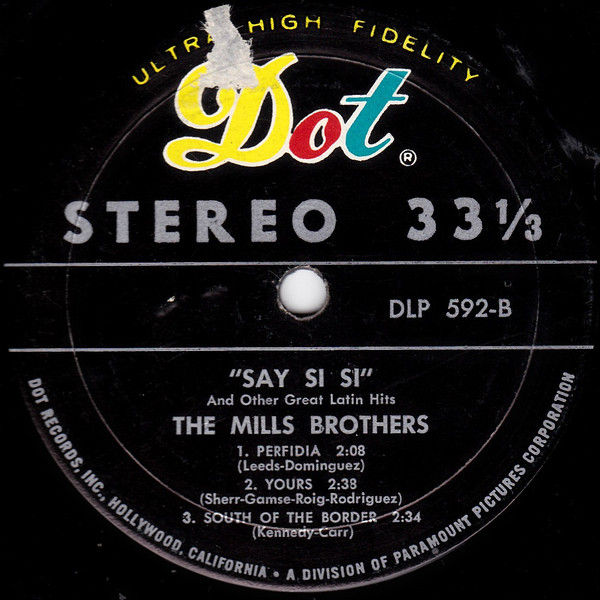 ULTRA HIGH FIDELITY
Dot®
STEREO 33 1/3
DLP 592-B
"SAY SI SI"
And Other Great Latin Hits
THE MILLS BROTHERS
1. PERFIDIA 2:08
(Leeds-Dominguez)
2. YOURS 2:38
(Sherr-Gamse-Roig-Rodriguez)
3. SOUTH OF THE BORDER 2:34
(Kennedy-Carr)
DOT RECORDS, INC., HOLLYWOOD, CALIFORNIA • A DIVISION OF PARAMOUNT PICTURES CORPORATION